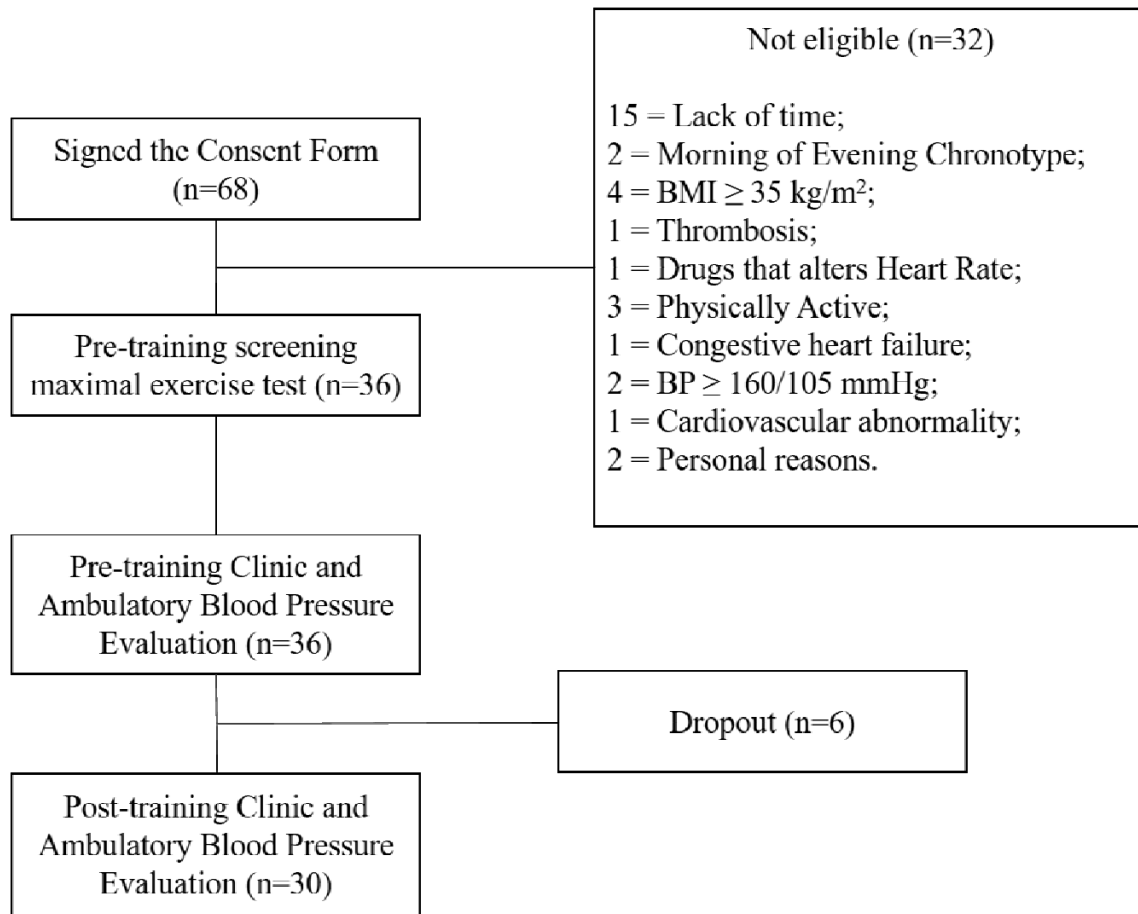 Signed the Consent Form
(n=68)
Not eligible (n=32)
15 = Lack of time;
2 = Morning of Evening Chronotype;
4 = BMI ≥ 35 kg/m²;
1 = Thrombosis;
1 = Drugs that alters Heart Rate;
3 = Physically Active;
1 = Congestive heart failure;
2 = BP ≥ 160/105 mmHg;
1 = Cardiovascular abnormality;
2 = Personal reasons.
Pre-training screening
maximal exercise test (n=36)
Pre-training Clinic and
Ambulatory Blood Pressure
Evaluation (n=36)
Dropout (n=6)
Post-training Clinic and
Ambulatory Blood Pressure
Evaluation (n=30)